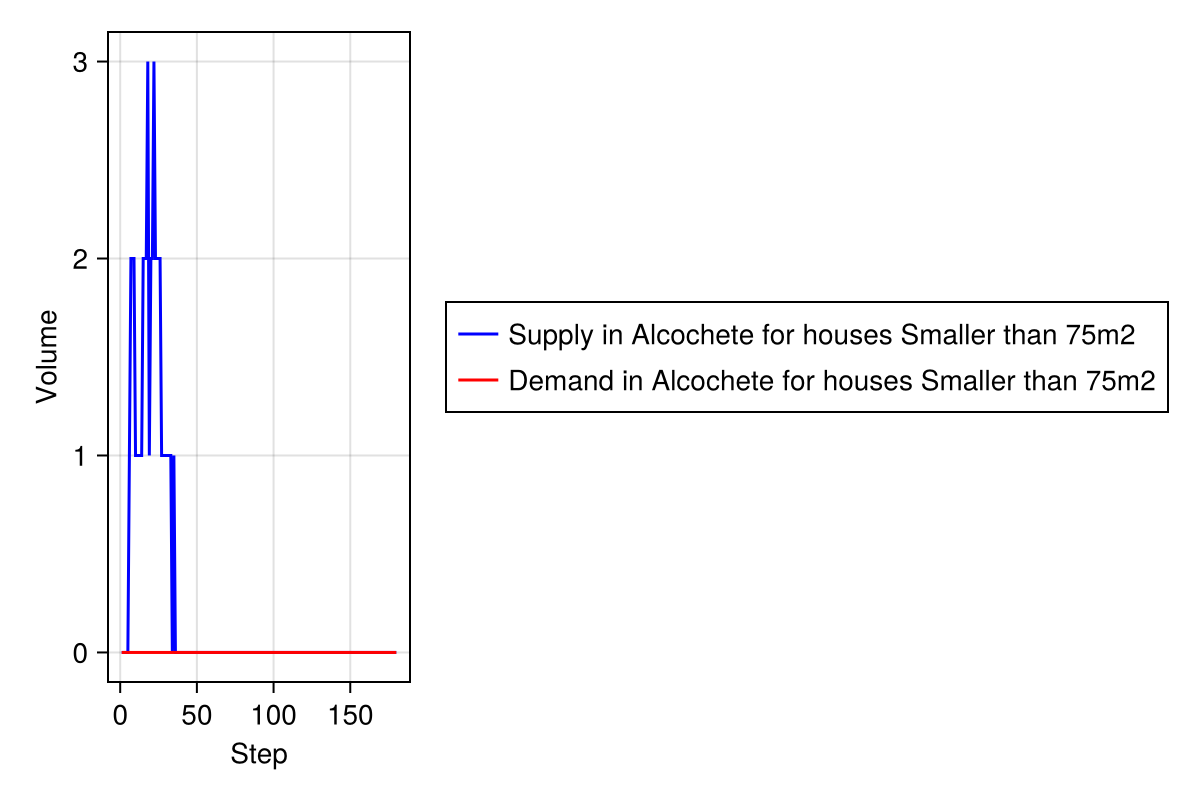 3
2
1
0
Volume
0 50 100 150
Step
Supply in Alcochete for houses Smaller than 75m2
Demand in Alcochete for houses Smaller than 75m2